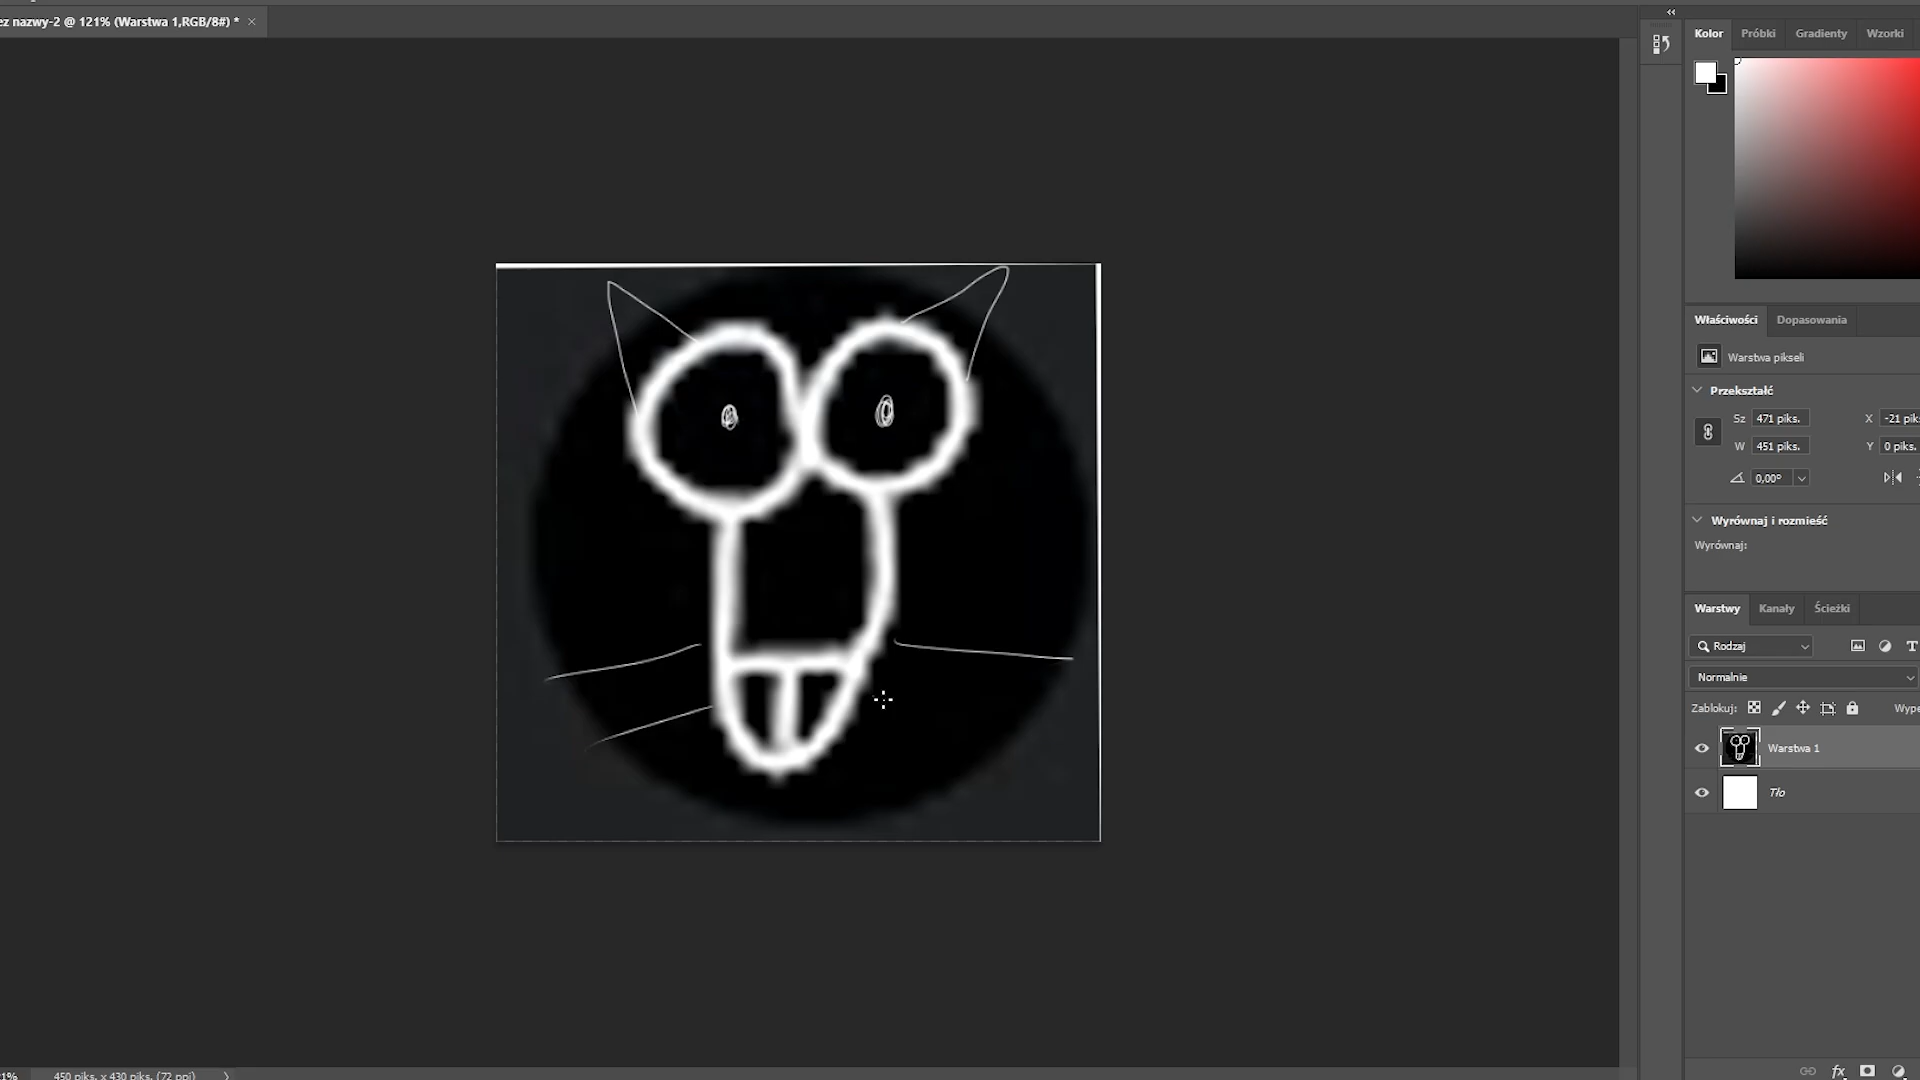 ez nazwy-2 @ 121% (Warstwa 1,RGB/8#) *
Kolor Próbki Gradienty Wzorki
Właściwości Dopasowania
Warstwa pikseli
Przekształć
Sz 471 piks. X -21 pik
W 451 piks. Y 0 piks.
0,00°
Wyrównaj i rozmieść
Wyrównaj:
Warstwy Kanały Ścieżki
Rodzaj
Normalnie
Zablokuj: Wype
Warstwa 1
Tło
21% 450 piks. x 430 piks. (72 ppi)
fx